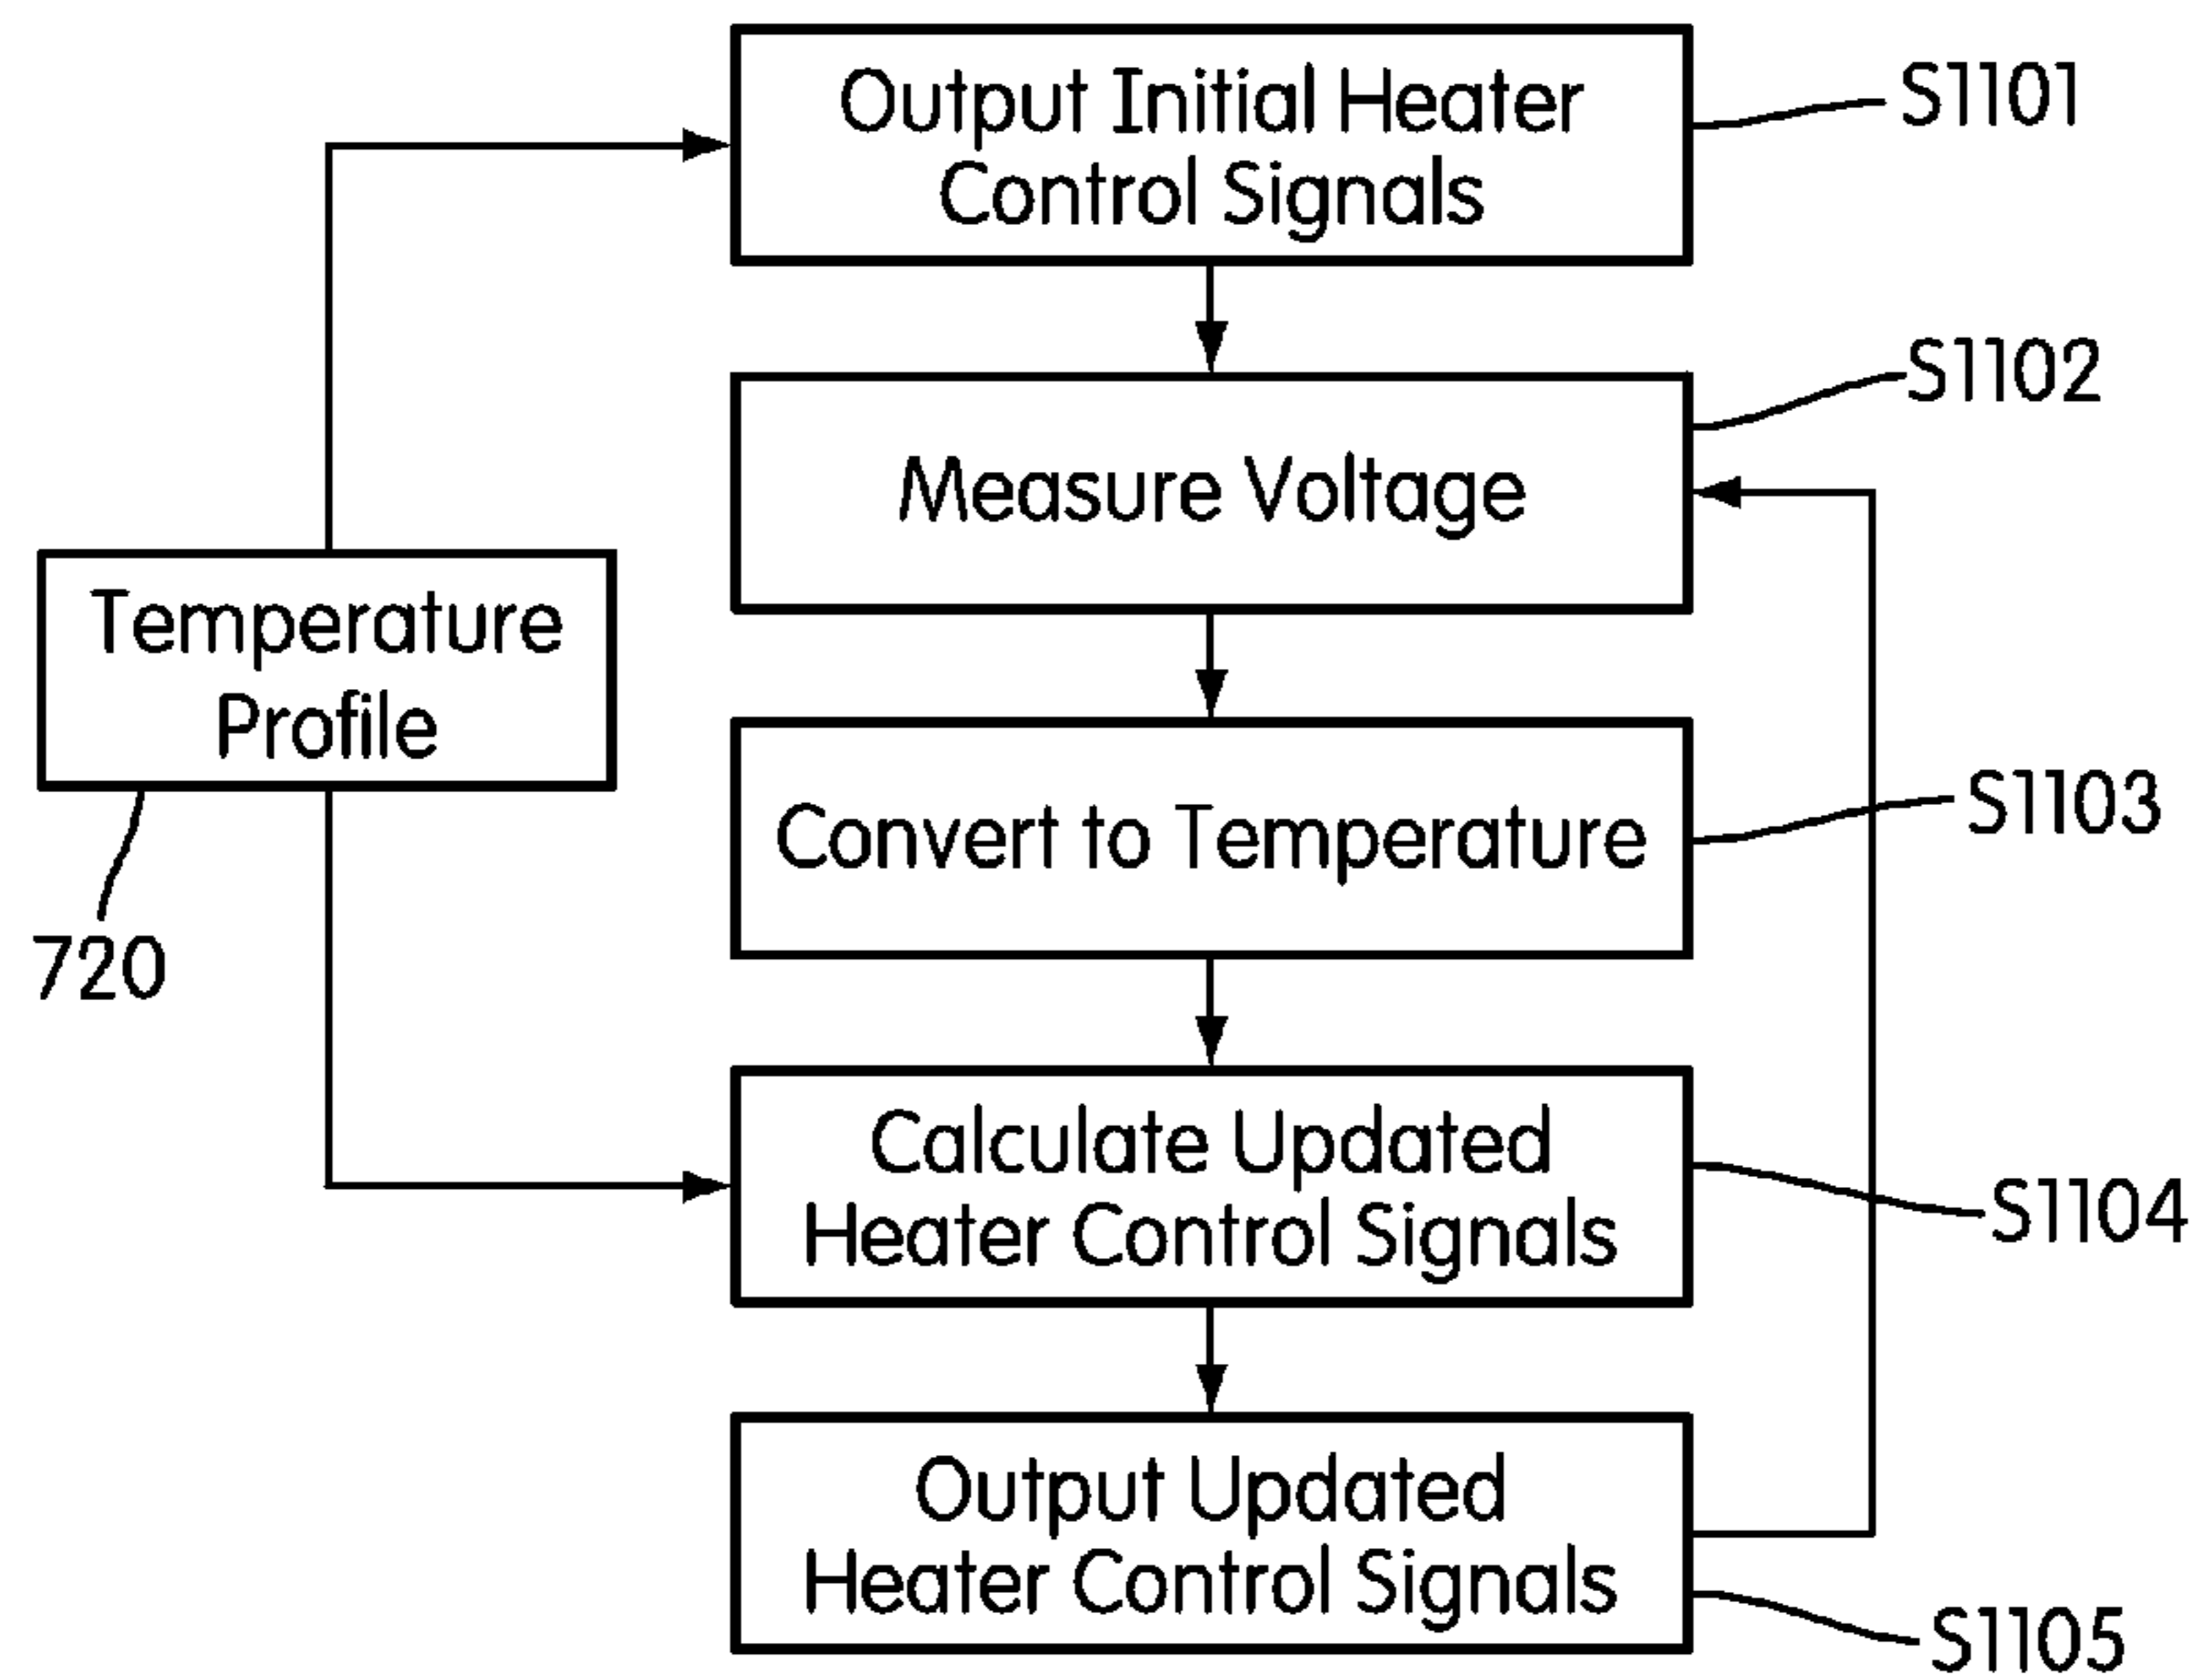 Output Initial Heater
Control Signals
S1101
Measure Voltage
S1102
Temperature
Profile
720
Convert to Temperature
S1103
Calculate Updated
Heater Control Signals
S1104
Output Updated
Heater Control Signals
S1105